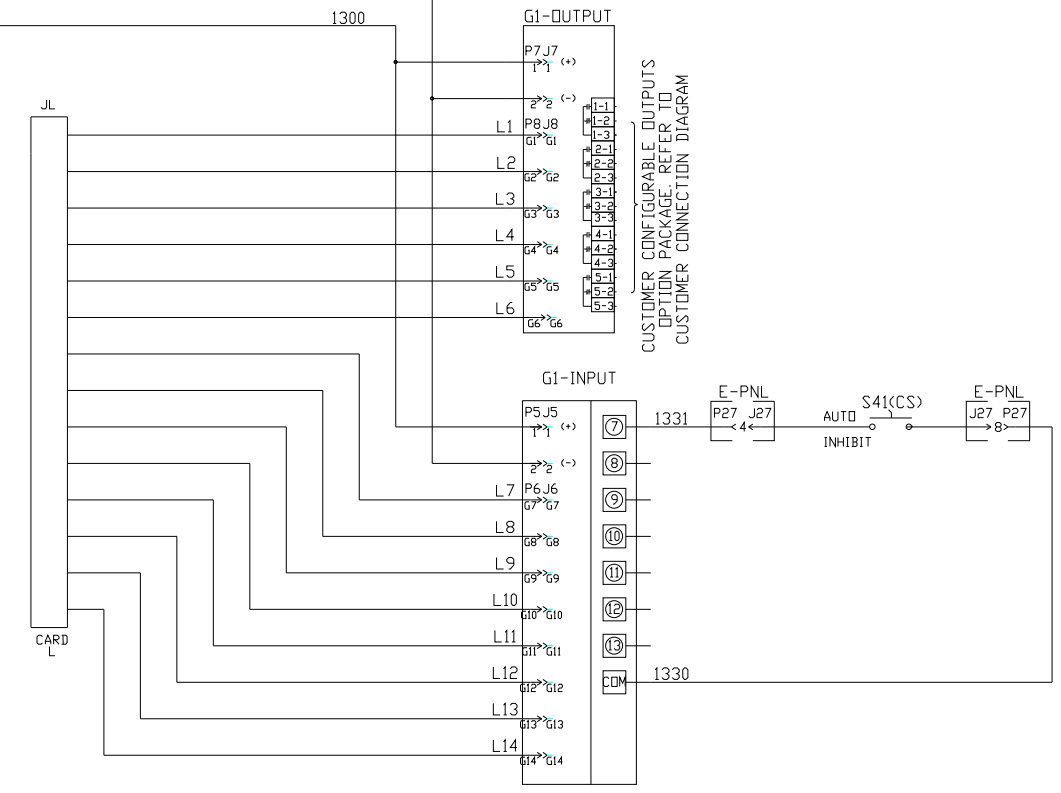 1300
G1-OUTPUT
P7 J7
1 1 (+)
2 2 (-)
JL
L1
P8 J8
G1 G1
L2
G2 G2
L3
G3 G3
L4
G4 G4
L5
G5 G5
L6
G6 G6
1-1
1-2
1-3
2-1
2-2
2-3
3-1
3-2
3-3
4-1
4-2
4-3
5-1
5-2
5-3
CUSTOMER CONFIGURABLE OUTPUTS
OPTION PACKAGE. REFER TO
CUSTOMER CONNECTION DIAGRAM
G1-INPUT
P5 J5
1 1 (+)
2 2 (-)
L7
P6 J6
G7 G7
L8
G8 G8
L9
G9 G9
L10
G10 G10
L11
G11 G11
L12
G12 G12
L13
G13 G13
L14
G14 G14
7
8
9
10
11
12
13
COM
1331
1330
E-PNL
P27 J27
4
AUTO
INHIBIT
S41(CS)
E-PNL
J27 P27
8
CARD
L